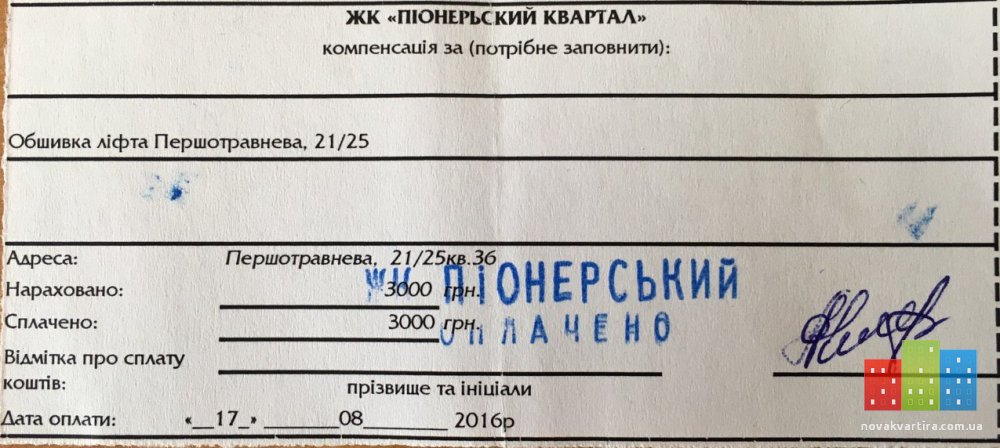 ЖК «ПІОНЕРЬСКИЙ КВАРТАЛ»
компенсація за (потрібне заповнити):
Обшивка ліфта Першотравнева, 21/25
Адреса: Першотравнева, 21/25кв.36
ЖК ПІОНЕРСЬКИЙ
Нараховано: 3000 грн.
Сплачено: 3000 грн.
ОПЛАЧЕНО
Відмітка про сплату
коштів:
прізвище та ініціали
Дата оплати: «__17_» _______08________ 2016р
novakvartira.com.ua